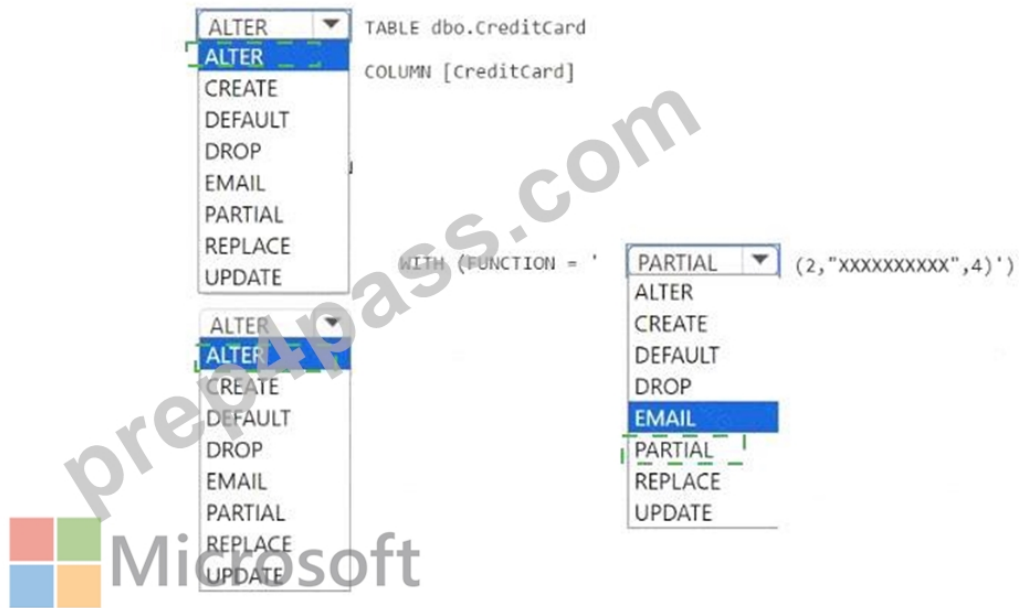 ALTER TABLE dbo.CreditCard
ALTER
COLUMN [CreditCard]
CREATE
DEFAULT
DROP
EMAIL
PARTIAL
REPLACE
UPDATE
WITH (FUNCTION = ' PARTIAL (2,"XXXXXXXXXX",4)')
ALTER
CREATE
DEFAULT
DROP
EMAIL
PARTIAL
REPLACE
UPDATE
ALTER
ALTER
CREATE
DEFAULT
DROP
EMAIL
PARTIAL
REPLACE
UPDATE
prep4pass.com
Microsoft